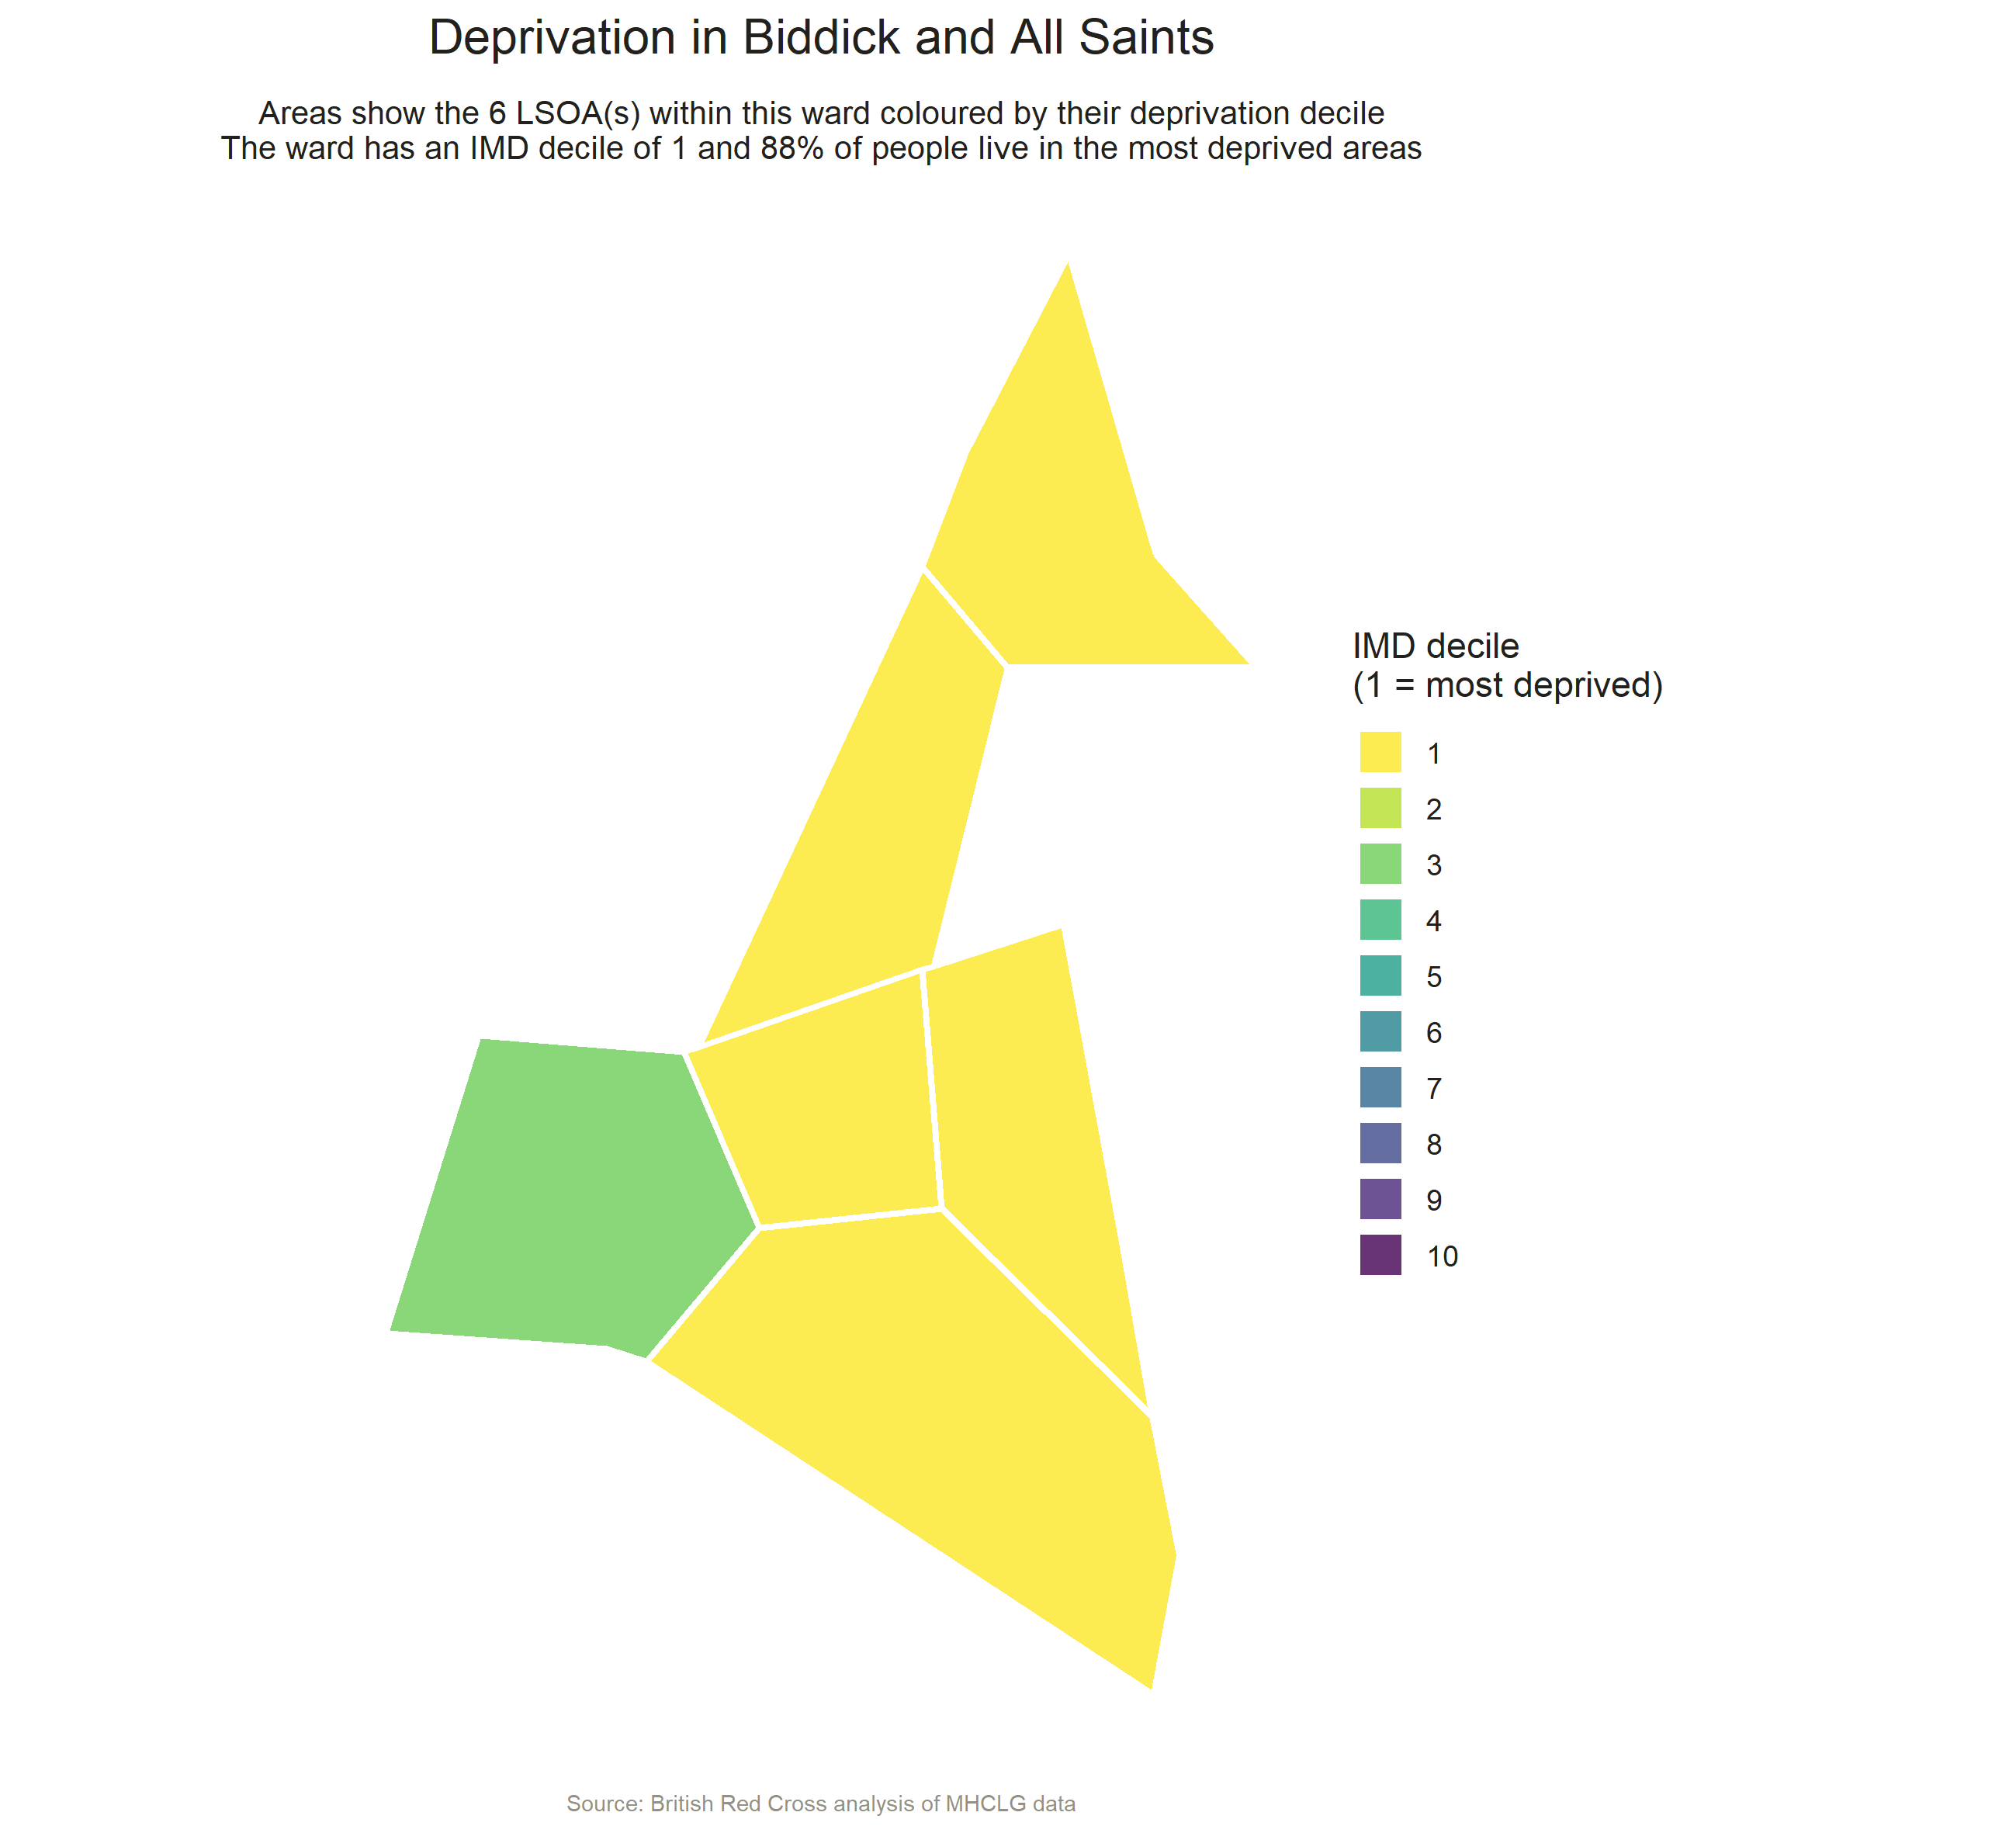 Deprivation in Biddick and All Saints
Areas show the 6 LSOA(s) within this ward coloured by their deprivation decile
The ward has an IMD decile of 1 and 88% of people live in the most deprived areas
IMD decile
(1 = most deprived)
1
2
3
4
5
6
7
8
9
10
Source: British Red Cross analysis of MHCLG data